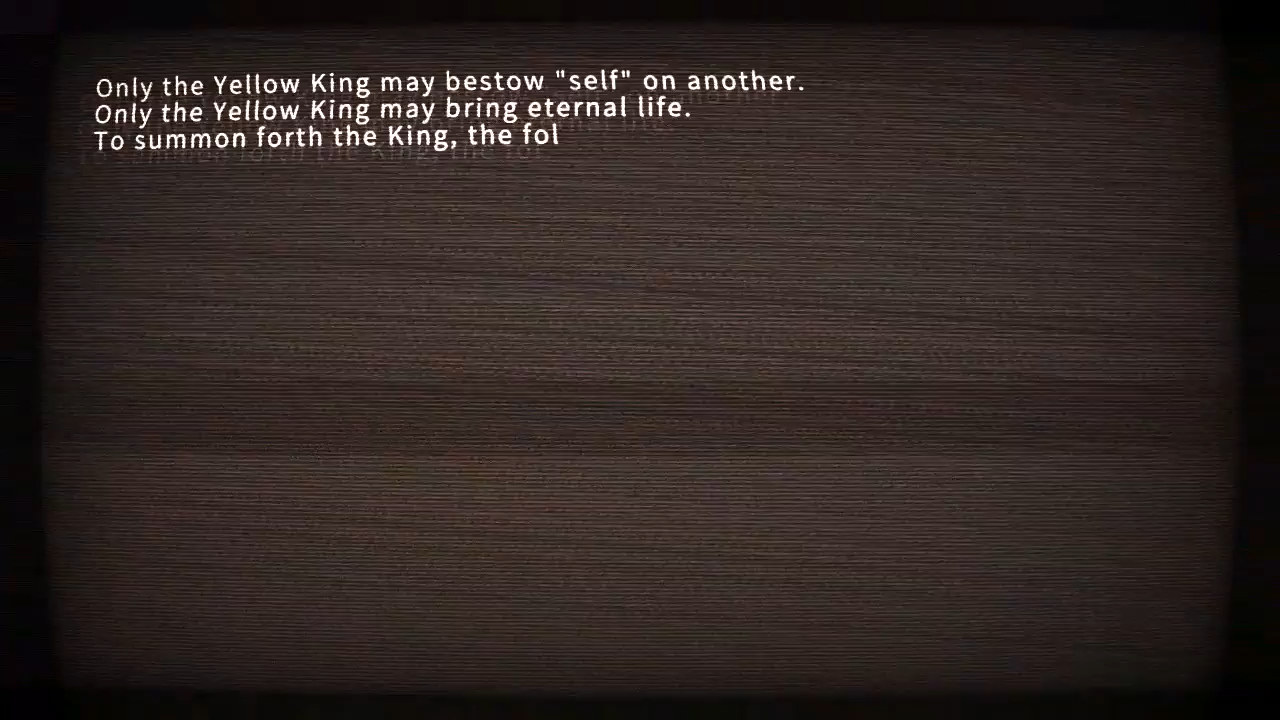 Only the Yellow King may bestow "self" on another.
Only the Yellow King may bring eternal life.
To summon forth the King, the fol